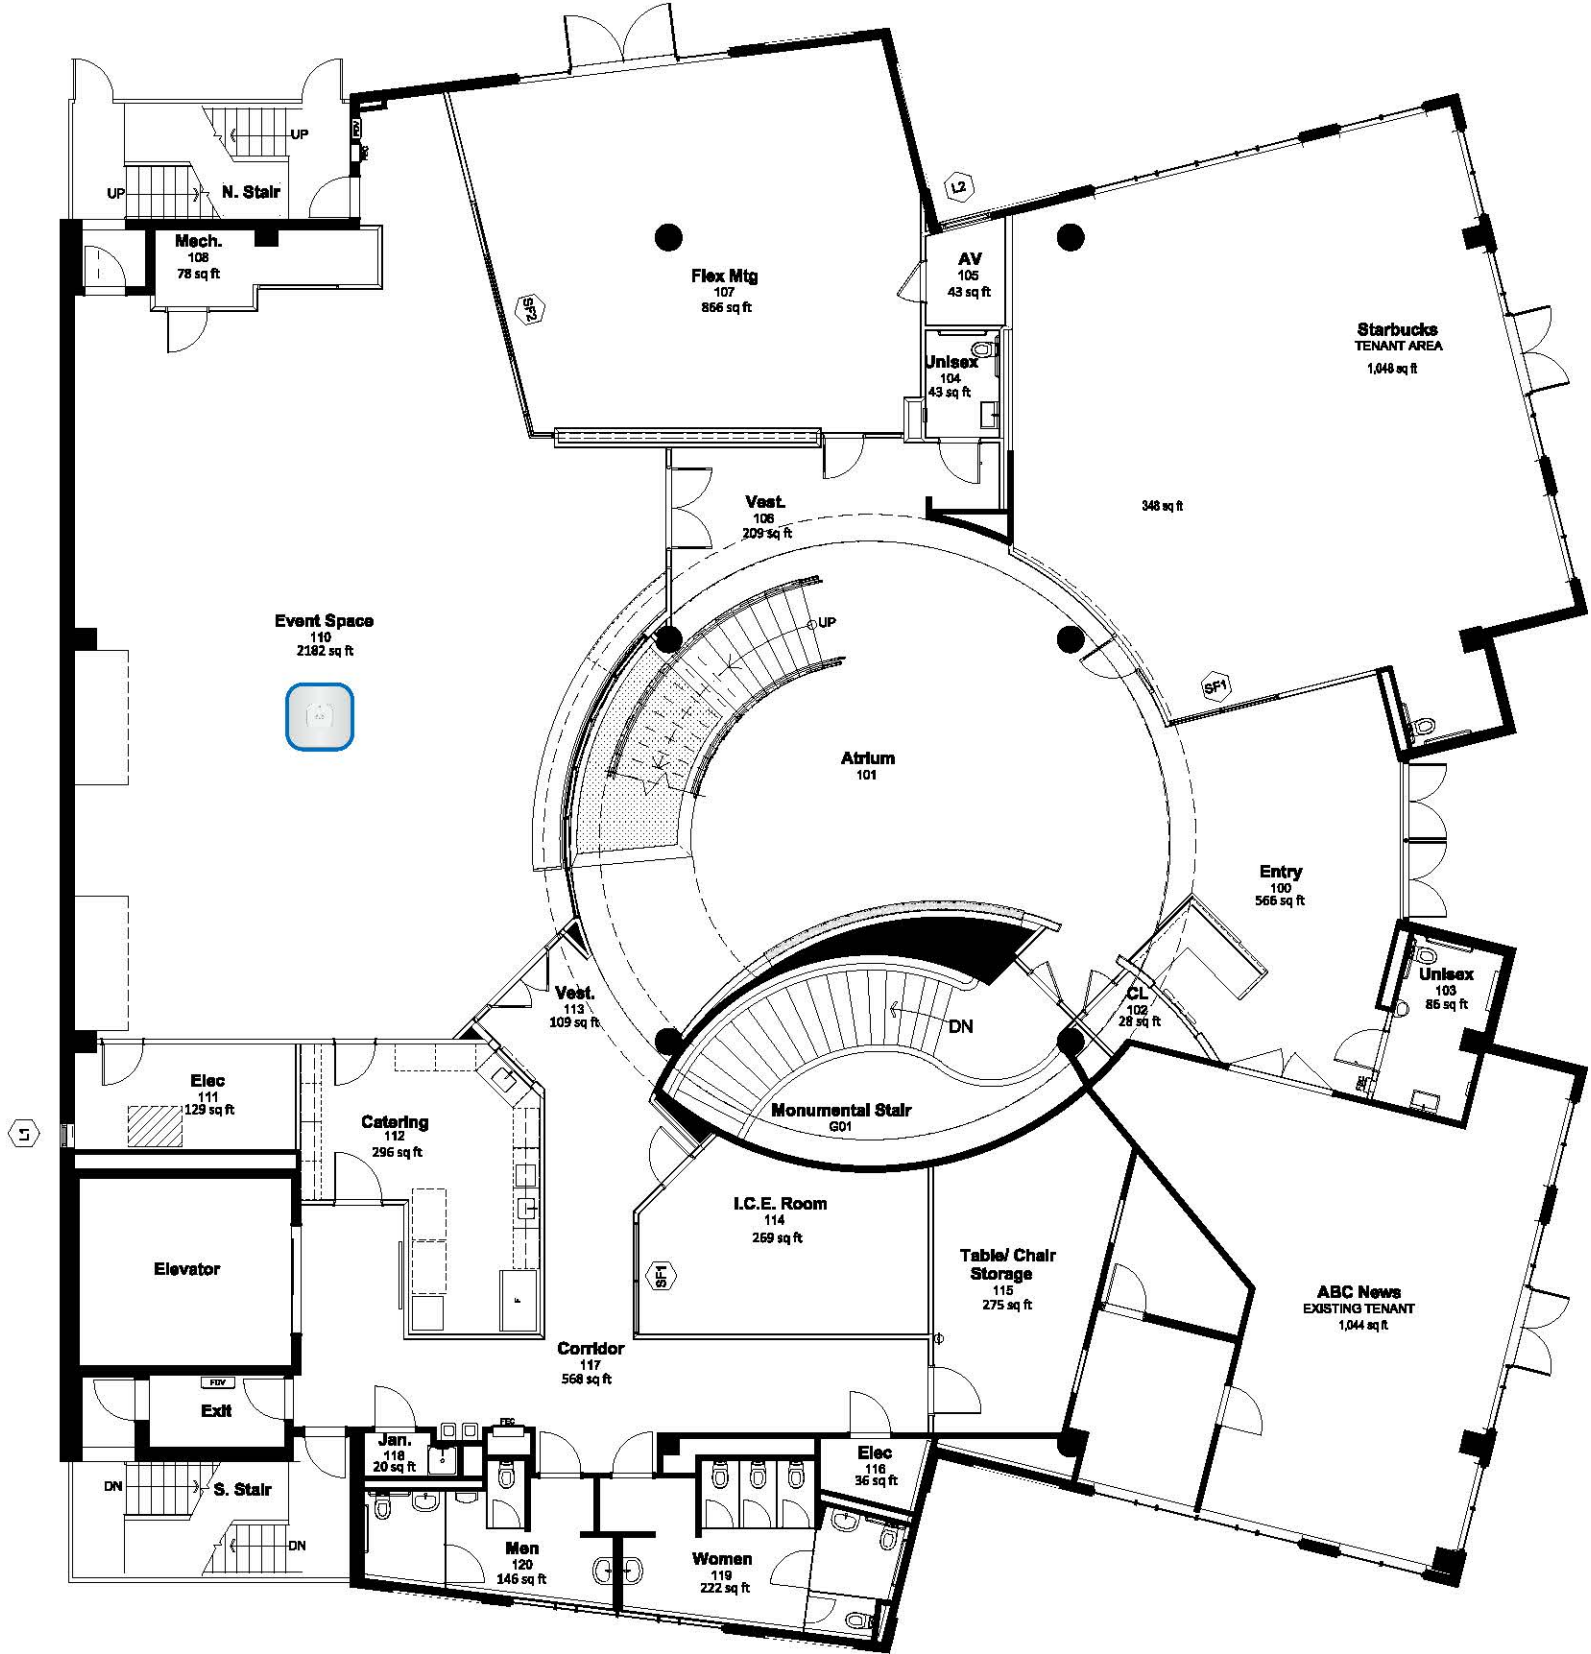 UP
UP
N. Stair
FDV
FEC
Mech.
108
78 sq ft
L2
AV
105
43 sq ft
Flex Mtg
107
866 sq ft
SF2
Starbucks
TENANT AREA
1,048 sq ft
Unisex
104
43 sq ft
Vest.
106
209 sq ft
348 sq ft
Event Space
110
2182 sq ft
UP
SF1
Atrium
101
Entry
100
566 sq ft
Vest.
113
109 sq ft
CL
102
28 sq ft
Unisex
103
86 sq ft
DN
Elec
111
129 sq ft
L1
Catering
112
296 sq ft
Monumental Stair
G01
I.C.E. Room
114
269 sq ft
SF1
Table/ Chair
Storage
115
275 sq ft
Elevator
F
ABC News
EXISTING TENANT
1,044 sq ft
Corridor
117
568 sq ft
FDV
Exit
FEC
Jan.
118
20 sq ft
Elec
116
36 sq ft
DN
S. Stair
DN
Men
120
146 sq ft
Women
119
222 sq ft